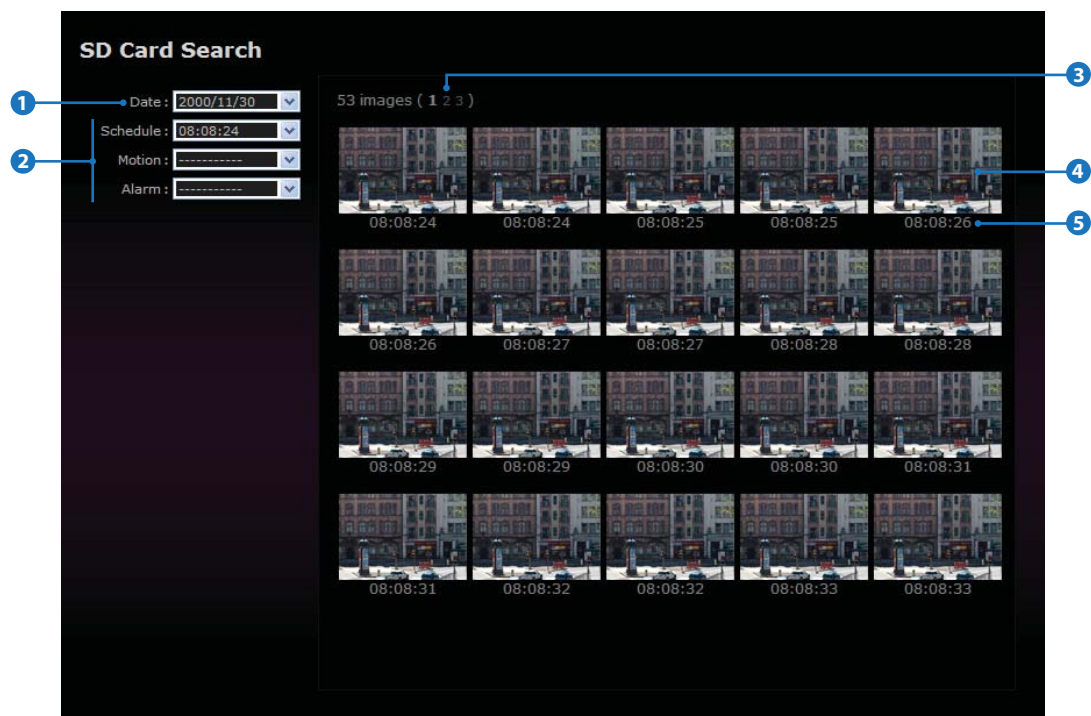 SD Card Search
1
Date : 2000/11/30
2
Schedule : 08:08:24
Motion : -----------
Alarm : -----------
3
53 images ( 1 2 3 )
4
08:08:24 08:08:24 08:08:25 08:08:25 08:08:26
5
08:08:26 08:08:27 08:08:27 08:08:28 08:08:28
08:08:29 08:08:29 08:08:30 08:08:30 08:08:31
08:08:31 08:08:32 08:08:32 08:08:33 08:08:33